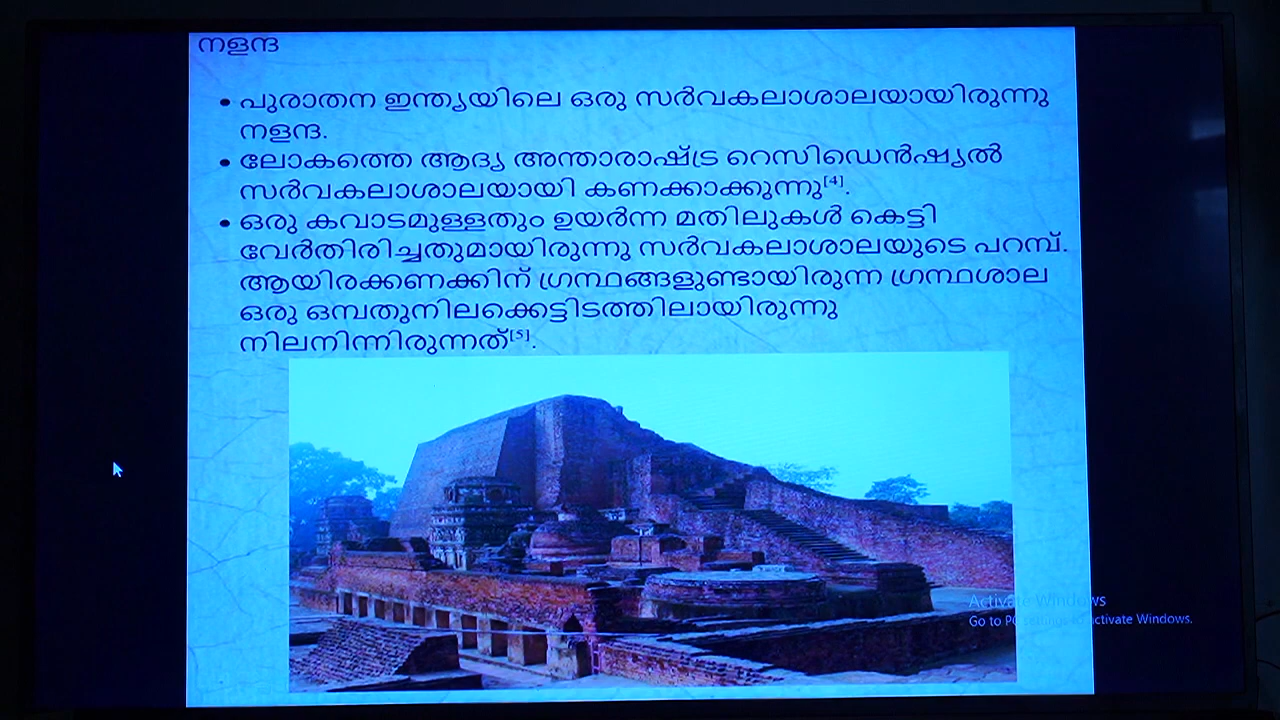 നളന്ദ
• പുരാതന ഇന്ത്യയിലെ ഒരു സർവകലാശാലയായിരുന്നു
നളന്ദ.
• ലോകത്തെ ആദ്യ അന്താരാഷ്ട്ര റെസിഡെൻഷ്യൽ
സർവകലാശാലയായി കണക്കാക്കുന്നു[4].
• ഒരു കവാടമുള്ളതും ഉയർന്ന മതിലുകൾ കെട്ടി
വേർതിരിച്ചതുമായിരുന്നു സർവകലാശാലയുടെ പറമ്പ്.
ആയിരക്കണക്കിന് ഗ്രന്ഥങ്ങളുണ്ടായിരുന്ന ഗ്രന്ഥശാല
ഒരു ഒമ്പതുനിലക്കെട്ടിടത്തിലായിരുന്നു
നിലനിന്നിരുന്നത്[5].
Activate Windows
Go to PC settings to activate Windows.